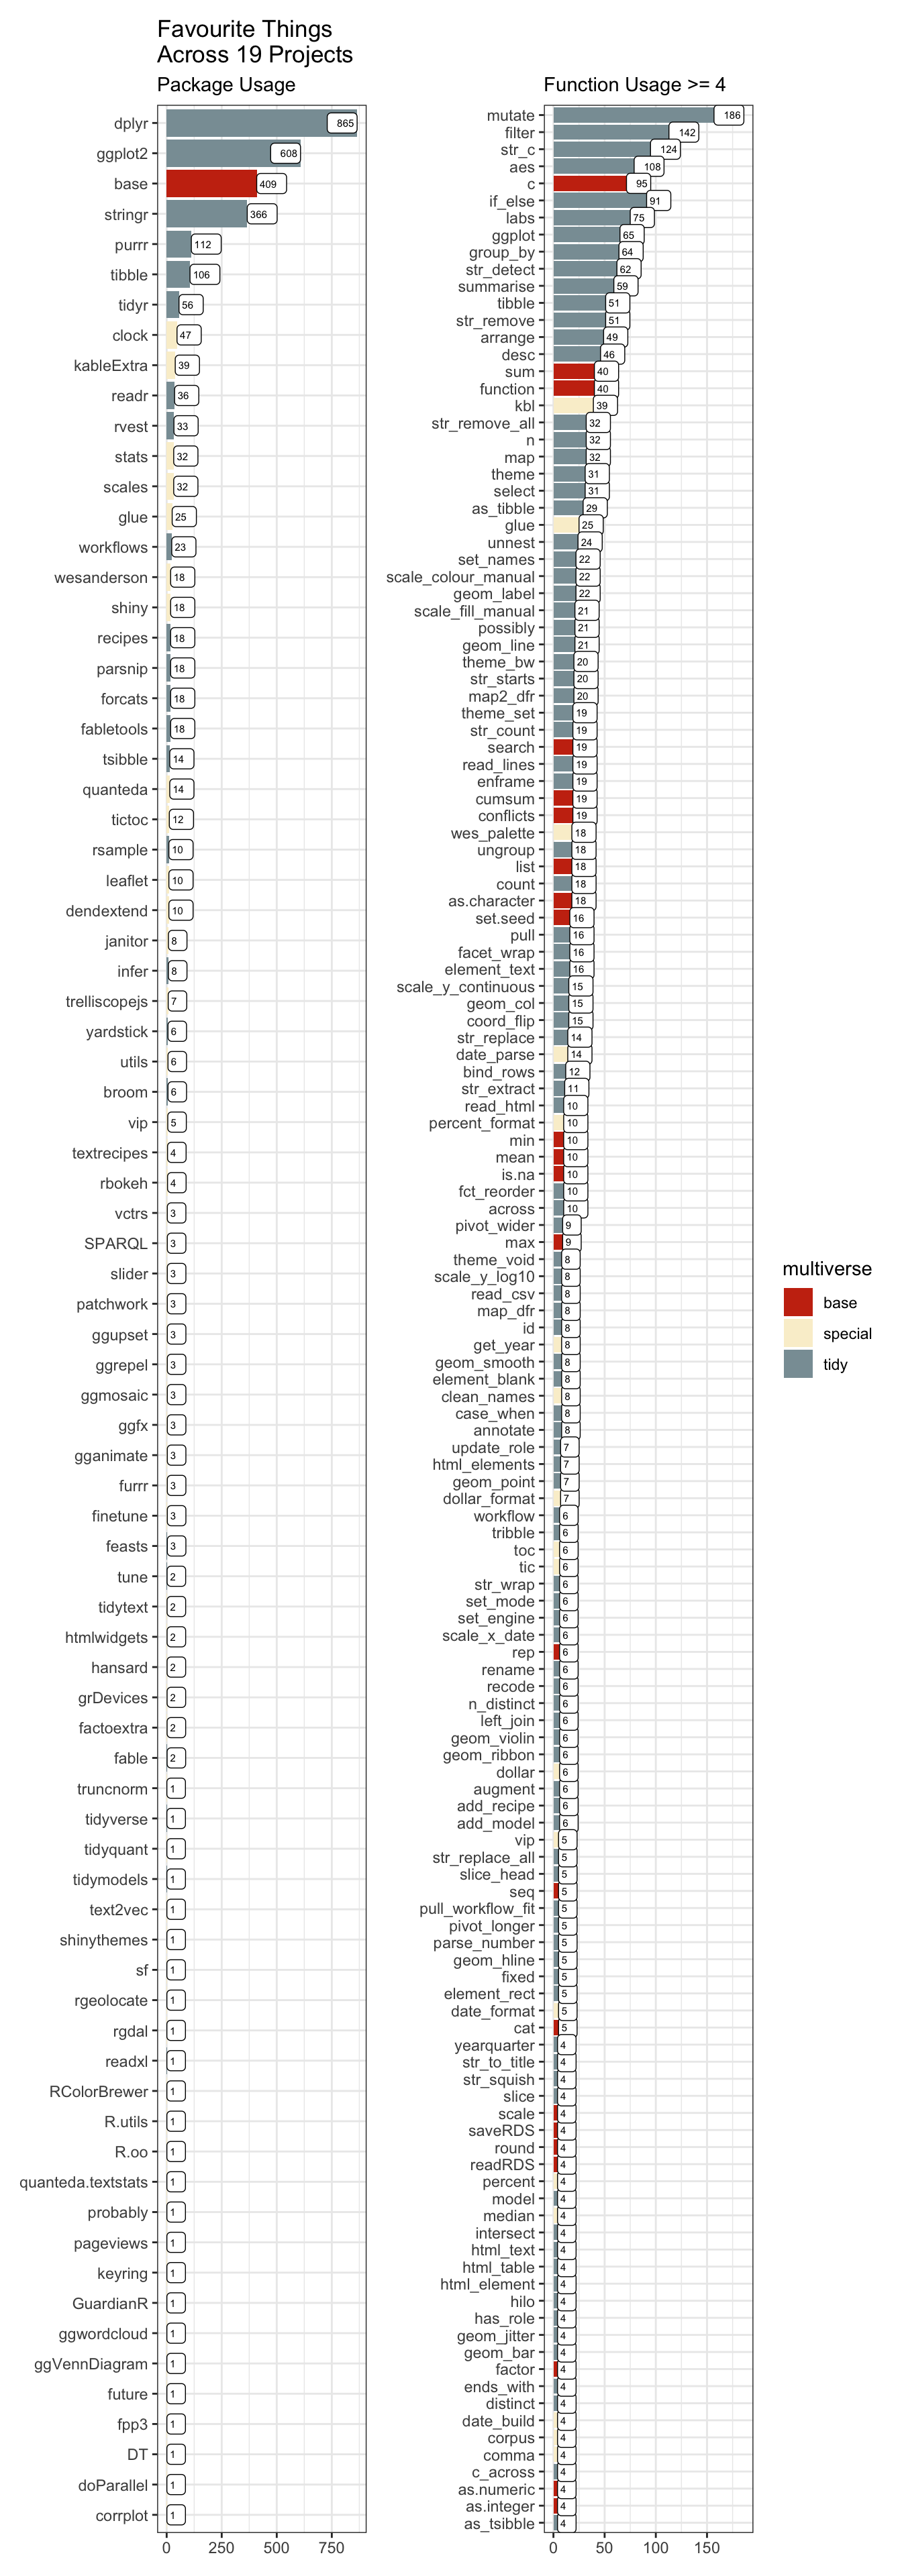 Favourite Things
Across 19 Projects
Package Usage
dplyr 865
ggplot2 608
base 409
stringr 366
purrr 112
tibble 106
tidyr 56
clock 47
kableExtra 39
readr 36
rvest 33
stats 32
scales 32
glue 25
workflows 23
wesanderson 18
shiny 18
recipes 18
parsnip 18
forcats 18
fabletools 18
tsibble 14
quanteda 14
tictoc 12
rsample 10
leaflet 10
dendextend 10
janitor 8
infer 8
trelliscopejs 7
yardstick 6
utils 6
broom 6
vip 5
textrecipes 4
rbokeh 4
vctrs 3
SPARQL 3
slider 3
patchwork 3
ggupset 3
ggrepel 3
ggmosaic 3
ggfx 3
gganimate 3
furrr 3
finetune 3
feasts 3
tune 2
tidytext 2
htmlwidgets 2
hansard 2
grDevices 2
factoextra 2
fable 2
truncnorm 1
tidyverse 1
tidyquant 1
tidymodels 1
text2vec 1
shinythemes 1
sf 1
rgeolocate 1
rgdal 1
readxl 1
RColorBrewer 1
R.utils 1
R.oo 1
quanteda.textstats 1
probably 1
pageviews 1
keyring 1
GuardianR 1
ggwordcloud 1
ggVennDiagram 1
future 1
fpp3 1
DT 1
doParallel 1
corrplot 1
0 250 500 750
Function Usage >= 4
mutate 186
filter 142
str_c 124
aes 108
c 95
if_else 91
labs 75
ggplot 65
group_by 64
str_detect 62
summarise 59
tibble 51
str_remove 51
arrange 49
desc 46
sum 40
function 40
kbl 39
str_remove_all 32
n 32
map 32
theme 31
select 31
as_tibble 29
glue 25
unnest 24
set_names 22
scale_colour_manual 22
geom_label 22
scale_fill_manual 21
possibly 21
geom_line 21
theme_bw 20
str_starts 20
map2_dfr 20
theme_set 19
str_count 19
search 19
read_lines 19
enframe 19
cumsum 19
conflicts 19
wes_palette 18
ungroup 18
list 18
count 18
as.character 18
set.seed 16
pull 16
facet_wrap 16
element_text 16
scale_y_continuous 15
geom_col 15
coord_flip 15
str_replace 14
date_parse 14
bind_rows 12
str_extract 11
read_html 10
percent_format 10
min 10
mean 10
is.na 10
fct_reorder 10
across 10
pivot_wider 9
max 9
theme_void 8
scale_y_log10 8
read_csv 8
map_dfr 8
id 8
get_year 8
geom_smooth 8
element_blank 8
clean_names 8
case_when 8
annotate 8
update_role 7
html_elements 7
geom_point 7
dollar_format 7
workflow 6
tribble 6
toc 6
tic 6
str_wrap 6
set_mode 6
set_engine 6
scale_x_date 6
rep 6
rename 6
recode 6
n_distinct 6
left_join 6
geom_violin 6
geom_ribbon 6
dollar 6
augment 6
add_recipe 6
add_model 6
vip 5
str_replace_all 5
slice_head 5
seq 5
pull_workflow_fit 5
pivot_longer 5
parse_number 5
geom_hline 5
fixed 5
element_rect 5
date_format 5
cat 5
yearquarter 4
str_to_title 4
str_squish 4
slice 4
scale 4
saveRDS 4
round 4
readRDS 4
percent 4
model 4
median 4
intersect 4
html_text 4
html_table 4
html_element 4
hilo 4
has_role 4
geom_jitter 4
geom_bar 4
factor 4
ends_with 4
distinct 4
date_build 4
corpus 4
comma 4
c_across 4
as.numeric 4
as.integer 4
as_tsibble 4
0 50 100 150
multiverse
base
special
tidy